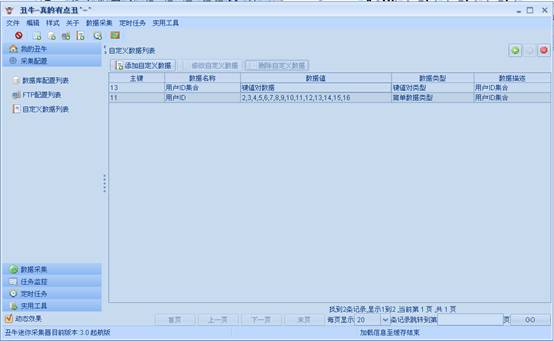 丑牛--真的有点丑^-^
文件 编辑 样式 关于 数据采集 定时任务 实用工具
我的丑牛
采集配置
数据库配置列表
FTP配置列表
自定义数据列表
数据采集
任务监控
定时任务
实用工具
动态效果
自定义数据列表
添加自定义数据 修改自定义数据 删除自定义数据
主键 数据名称 数据值 数据类型 数据描述
13 用户ID集合 键值对数据 键值对类型 用户ID集合
11 用户ID 2,3,4,5,6,7,8,9,10,11,12,13,14,15,16 简单数据类型 用户ID集合
找到2条记录,显示1到2,当前第 1 页 ,共 1 页
首页 上一页 下一页 末页 每页显示 20 条记录跳转到第 页 GO
丑牛迷你采集器目前版本 3.0 起航版 加载信息至缓存结束